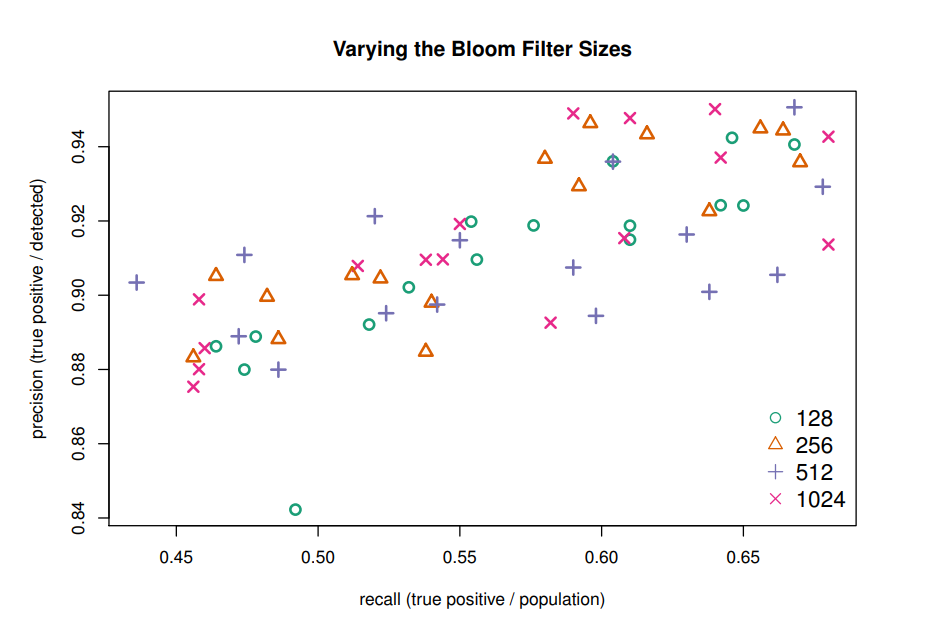 Varying the Bloom Filter Sizes
precision (true positive / detected)
0.94
0.92
0.90
0.88
0.86
0.84
128
256
512
1024
0.45 0.50 0.55 0.60 0.65
recall (true positive / population)